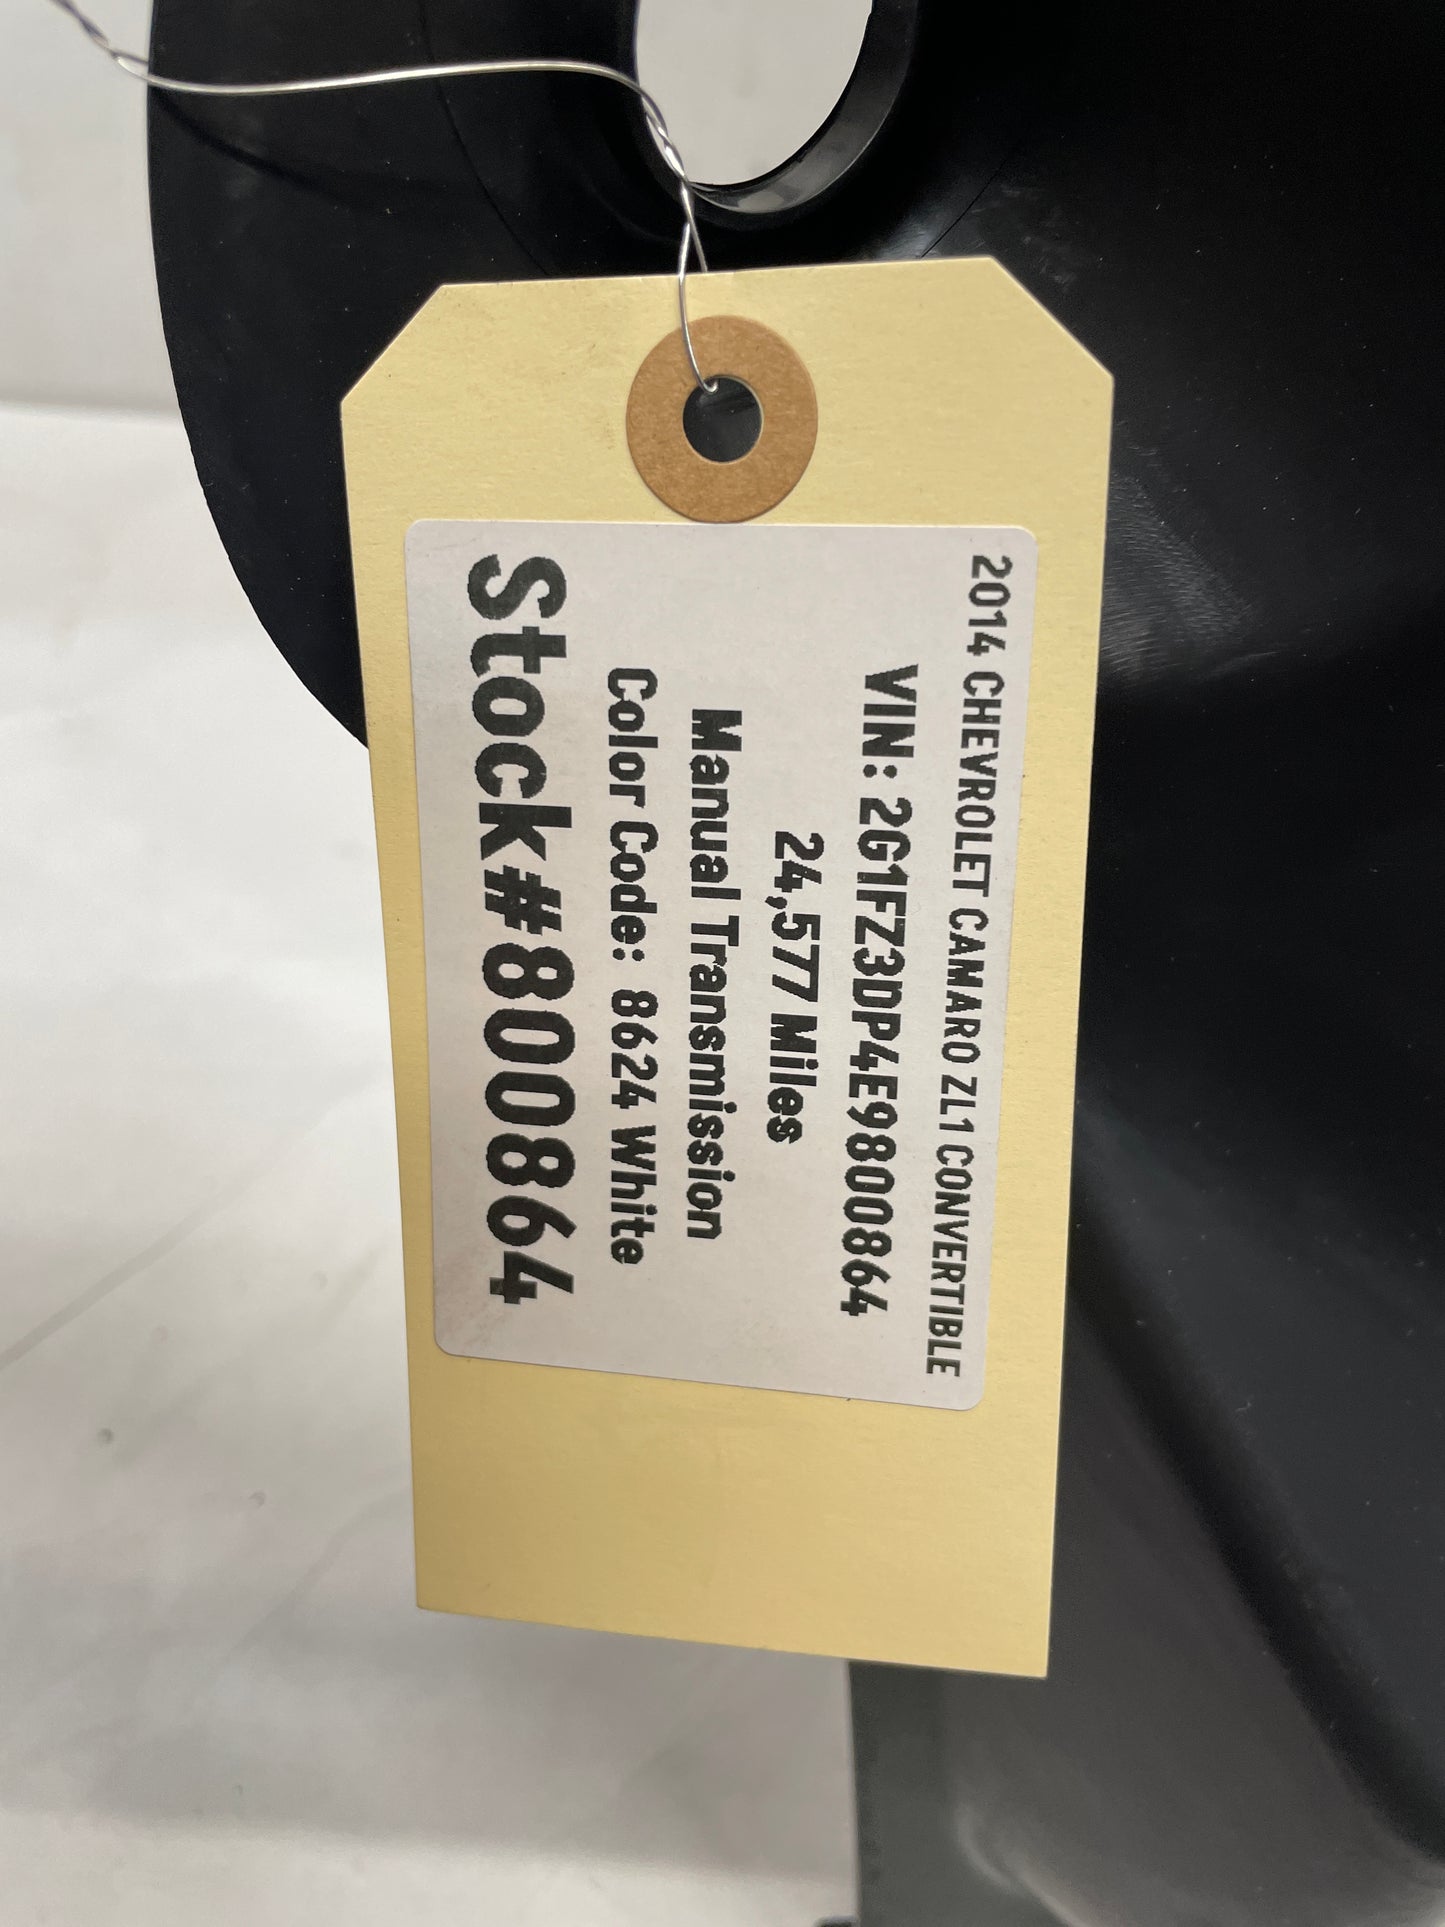 2014 CHEVROLET CAMARO ZL1 CONVERTIBLE
VIN: 2G1FZ3DP4E9800864
24,577 Miles
Manual Transmission
Color Code: 8624 White
Stock#800864